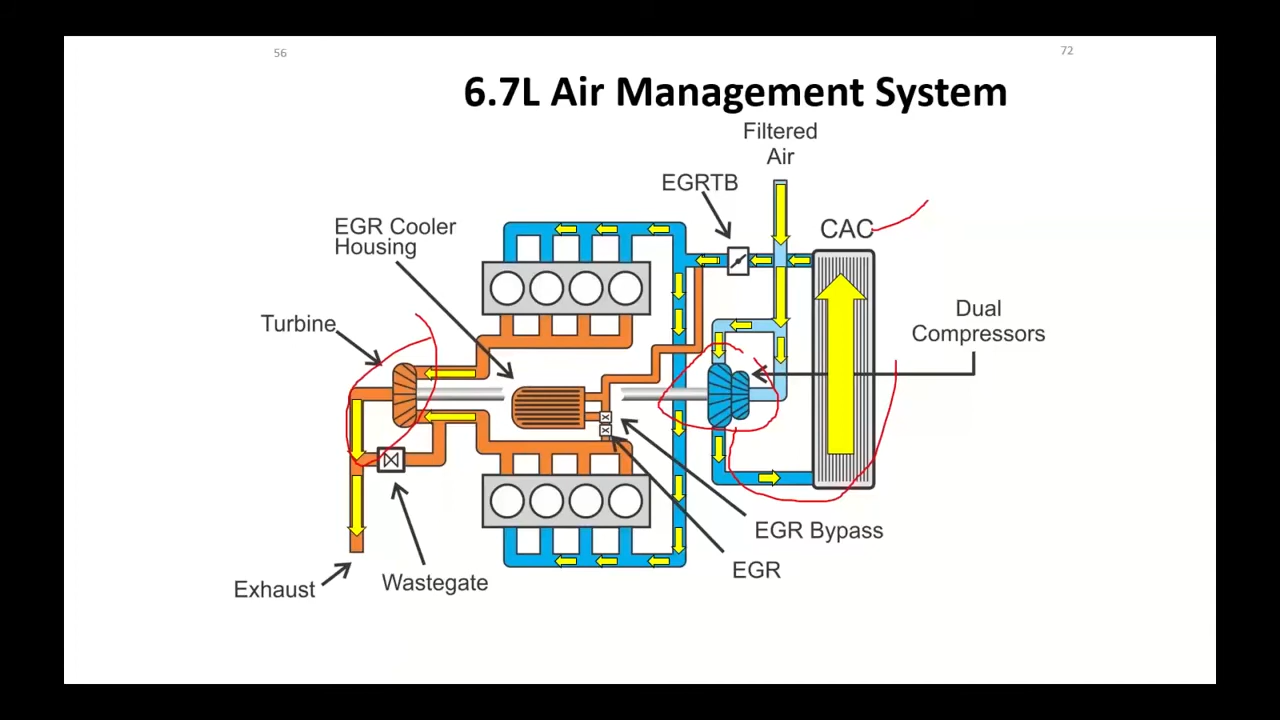 56
72
6.7L Air Management System
Filtered
Air
EGRTB
EGR Cooler
Housing
CAC
Turbine
Dual
Compressors
EGR Bypass
EGR
Wastegate
Exhaust